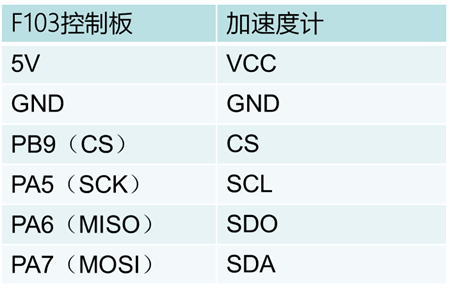 F103控制板 加速度计
5V VCC
GND GND
PB9（CS） CS
PA5（SCK） SCL
PA6（MISO） SDO
PA7（MOSI） SDA